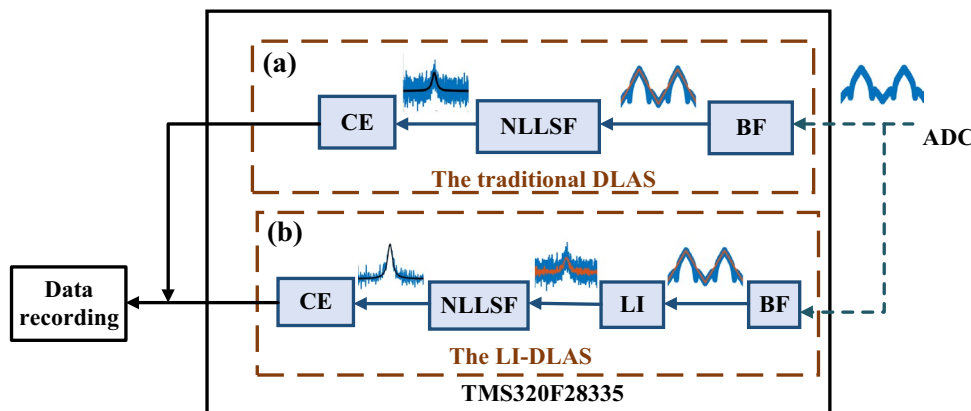 (a)
CE
NLLSF
BF
ADC
The traditional DLAS
(b)
Data
recording
CE
NLLSF
LI
BF
The LI-DLAS
TMS320F28335